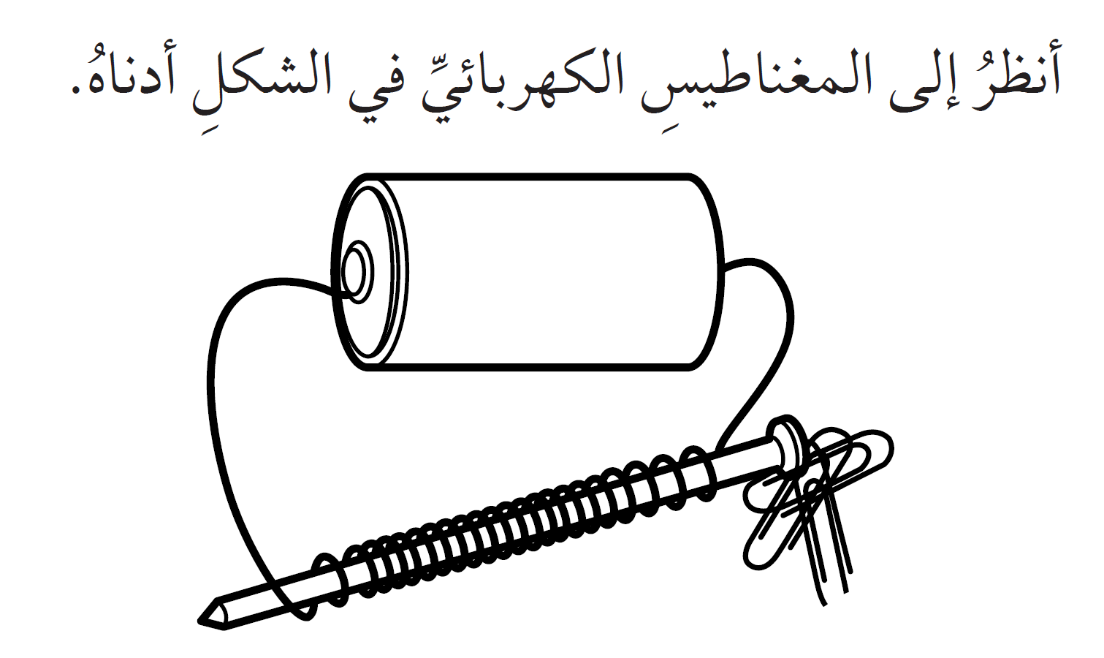 أنظرُ إلى المغناطيسِ الكهربائيِّ في الشكلِ أدناهُ.